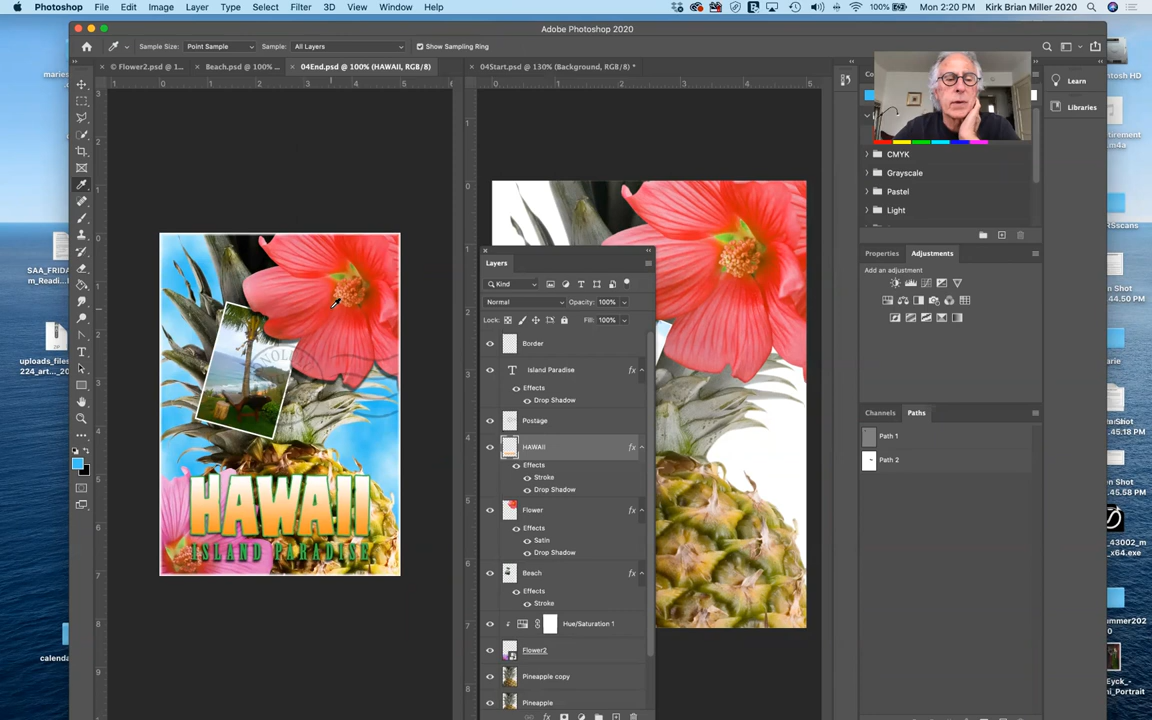 Photoshop File Edit Image Layer Type Select Filter 3D View Window Help
100% Mon 2:20 PM Kirk Brian Miller 2020
Adobe Photoshop 2020
Sample Size: Point Sample Sample: All Layers Show Sampling Ring
© Flower2.psd @ 1... Beach.psd @ 100% ... 04End.psd @ 100% (HAWAII, RGB/8) 04Start.psd @ 130% (Background, RGB/8) *
Learn
Libraries
CMYK
Grayscale
Pastel
Light
Properties Adjustments
Add an adjustment
Channels Paths
Path 1
Path 2
Layers
Kind
Normal Opacity: 100%
Lock: Fill: 100%
Border
Island Paradise
Effects
Drop Shadow
Postage
HAWAII
Effects
Stroke
Drop Shadow
Flower
Effects
Satin
Drop Shadow
Beach
Effects
Stroke
Hue/Saturation 1
Flower2
Pineapple copy
Pineapple
HAWAII
ISLAND PARADISE
SAA_FRIDA
m_Readi...
uploads_files